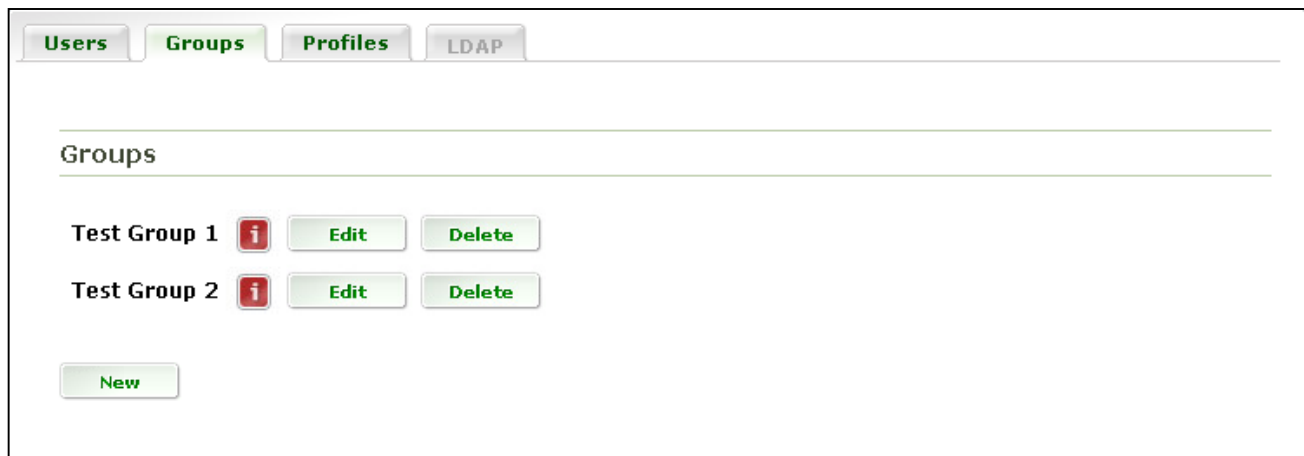 Users Groups Profiles LDAP
Groups
Test Group 1 i Edit Delete
Test Group 2 i Edit Delete
New